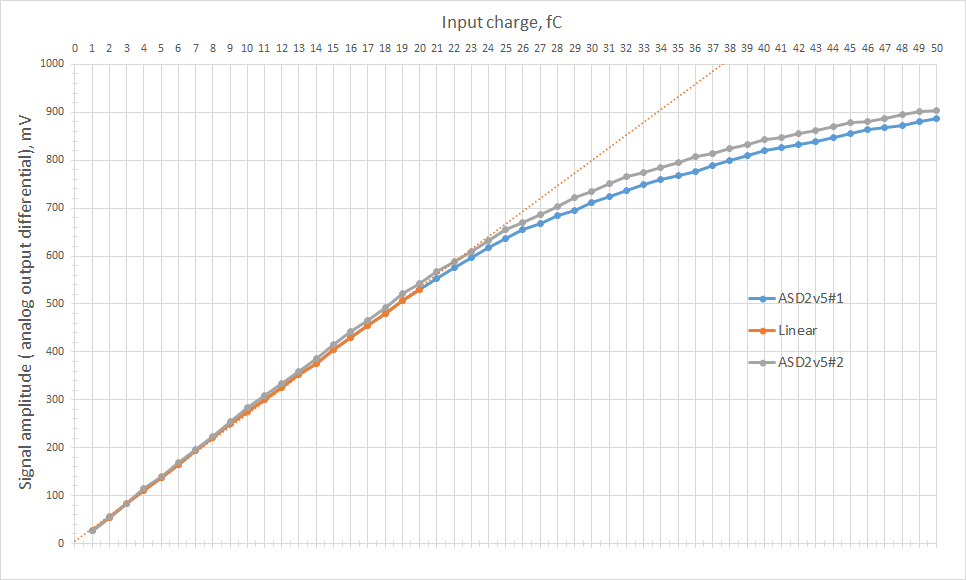 Input charge, fC
0 1 2 3 4 5 6 7 8 9 10 11 12 13 14 15 16 17 18 19 20 21 22 23 24 25 26 27 28 29 30 31 32 33 34 35 36 37 38 39 40 41 42 43 44 45 46 47 48 49 50
Signal amplitude ( analog output differential), mV
1000
900
800
700
600
500
400
300
200
100
0
ASD2v5#1
Linear
ASD2v5#2